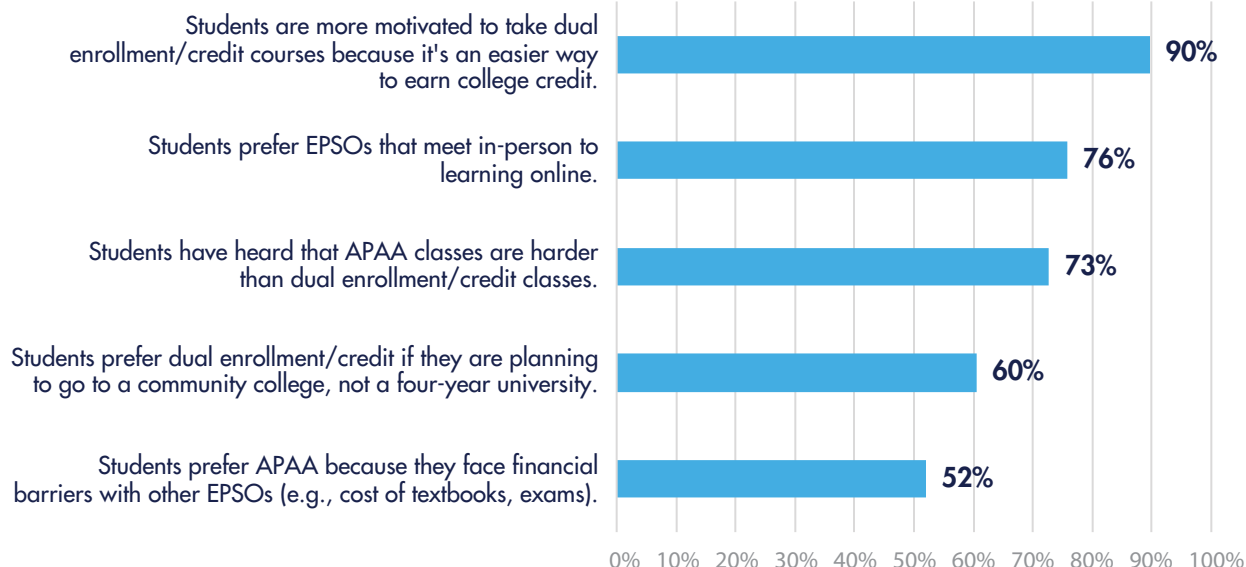 Students are more motivated to take dual
enrollment/credit courses because it's an easier way
to earn college credit.
90%
Students prefer EPSOs that meet in-person to
learning online.
76%
Students have heard that APAA classes are harder
than dual enrollment/credit classes.
73%
Students prefer dual enrollment/credit if they are planning
to go to a community college, not a four-year university.
60%
Students prefer APAA because they face financial
barriers with other EPSOs (e.g., cost of textbooks, exams).
52%
0% 10% 20% 30% 40% 50% 60% 70% 80% 90% 100%